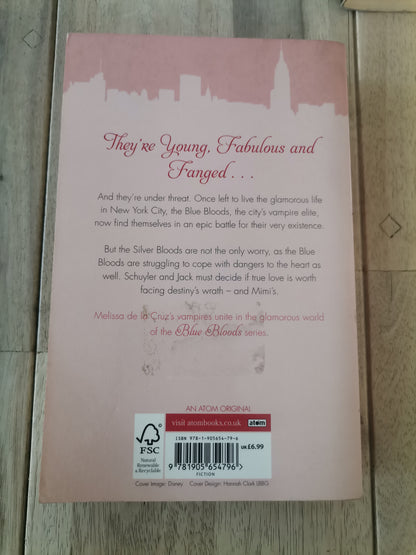 They're Young, Fabulous and
Fanged . . .
And they're under threat. Once left to live the glamorous life
in New York City, the Blue Bloods, the city's vampire elite,
now find themselves in an epic battle for their very existence.
But the Silver Bloods are not the only worry, as the Blue
Bloods are struggling to cope with dangers to the heart as
well. Schuyler and Jack must decide if true love is worth
facing destiny's wrath – and Mimi's.
Melissa de la Cruz's vampires unite in the glamorous world
of the Blue Bloods series.
AN ATOM ORIGINAL
visit atombooks.co.uk atom
ISBN 978-1-905654-79-6
UK £6.99
9 781905 654796 >
FICTION
FSC
Natural,
Renewable
& Recyclable
Cover Image: Disney Cover Design: Hannah Clark LBBG